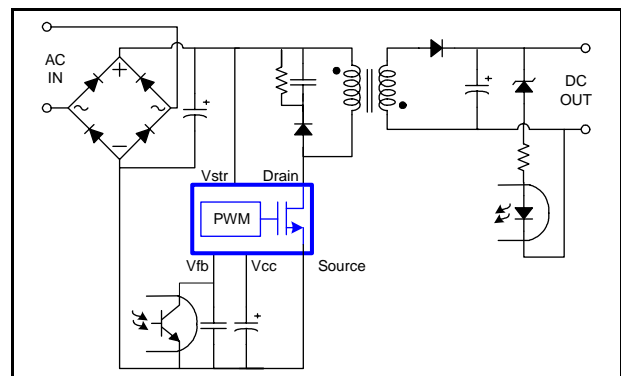 AC
IN
+
−
~
~
+
+
DC
OUT
Vstr
Drain
PWM
Vfb
Vcc
Source
+